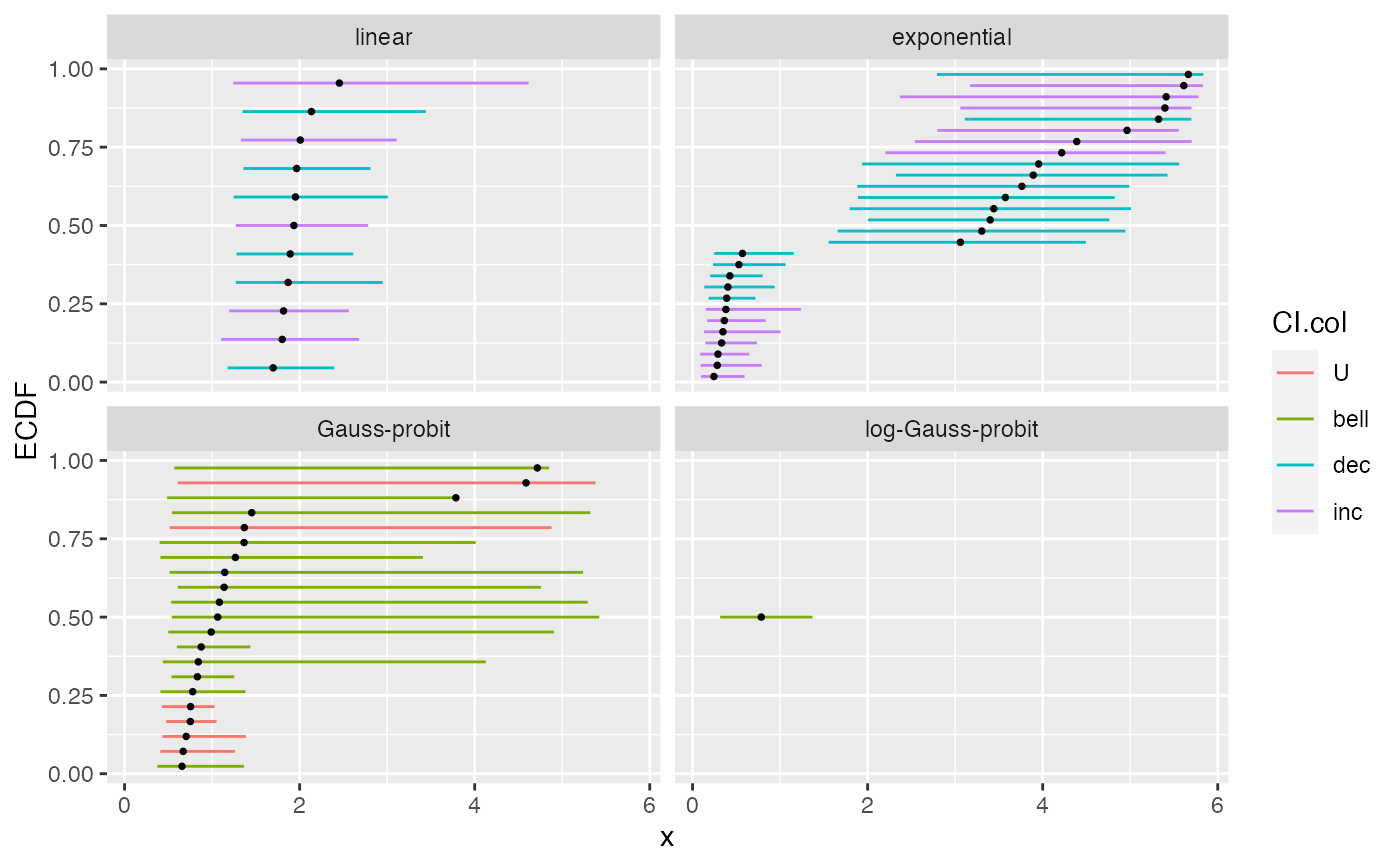 linear
exponential
1.00
0.75
0.50
0.25
0.00
Gauss-probit
log-Gauss-probit
1.00
0.75
0.50
0.25
0.00
0 2 4 6
0 2 4 6
x
ECDF
CI.col
U
bell
dec
inc